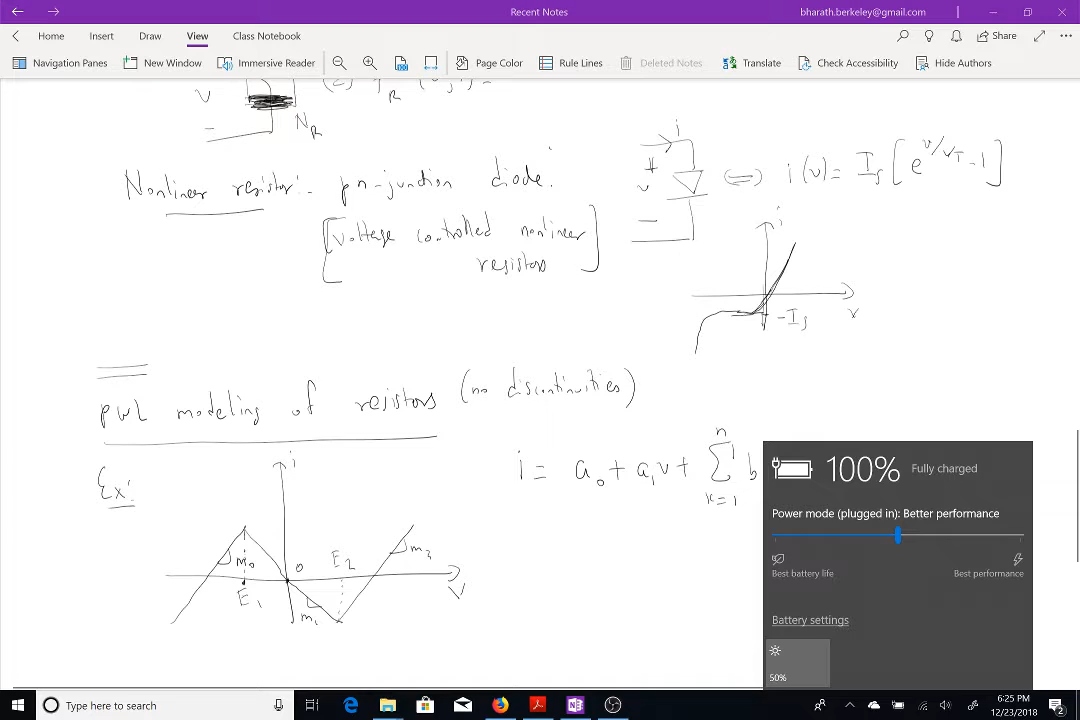 Recent Notes
bharath.berkeley@gmail.com
Home Insert Draw View Class Notebook
Share
Navigation Panes New Window Immersive Reader Page Color Rule Lines Deleted Notes Translate Check Accessibility Hide Authors
V
N_R
Nonlinear resistor:- pn-junction diode:
[voltage controlled nonlinear
resistors]
i
+
v
-
⇔ i(v) = I_s [e^{v/v_T} -1]
i
v
-I_s
PWL modeling of resistors (no discontinuities)
Ex:
i = a_0 + a_1 v + Σ_{k=1}^{n} b
i
m_0
0
E_2
m_2
E_1
m_1
V
100% Fully charged
Power mode (plugged in): Better performance
Best battery life
Best performance
Battery settings
50%
Type here to search
6:25 PM
12/23/2018
2